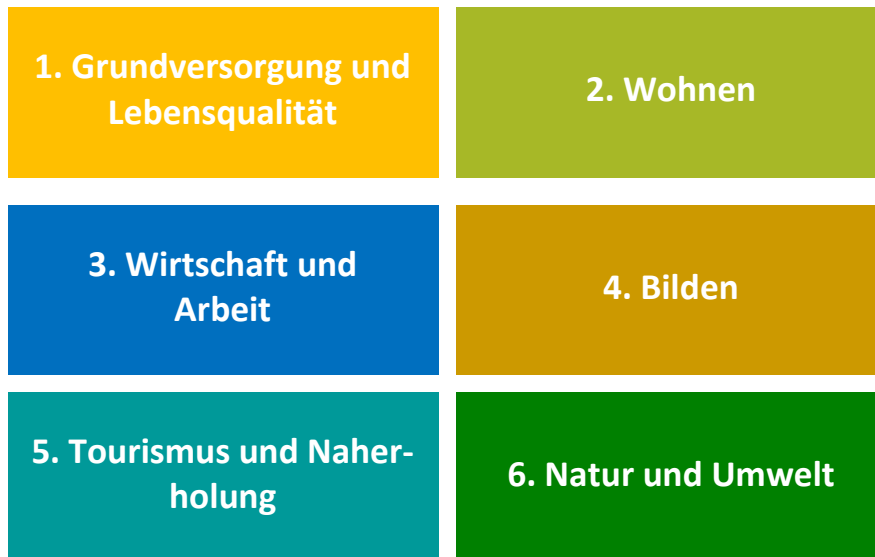 1. Grundversorgung und
Lebensqualität
2. Wohnen
3. Wirtschaft und
Arbeit
4. Bilden
5. Tourismus und Naher-
holung
6. Natur und Umwelt